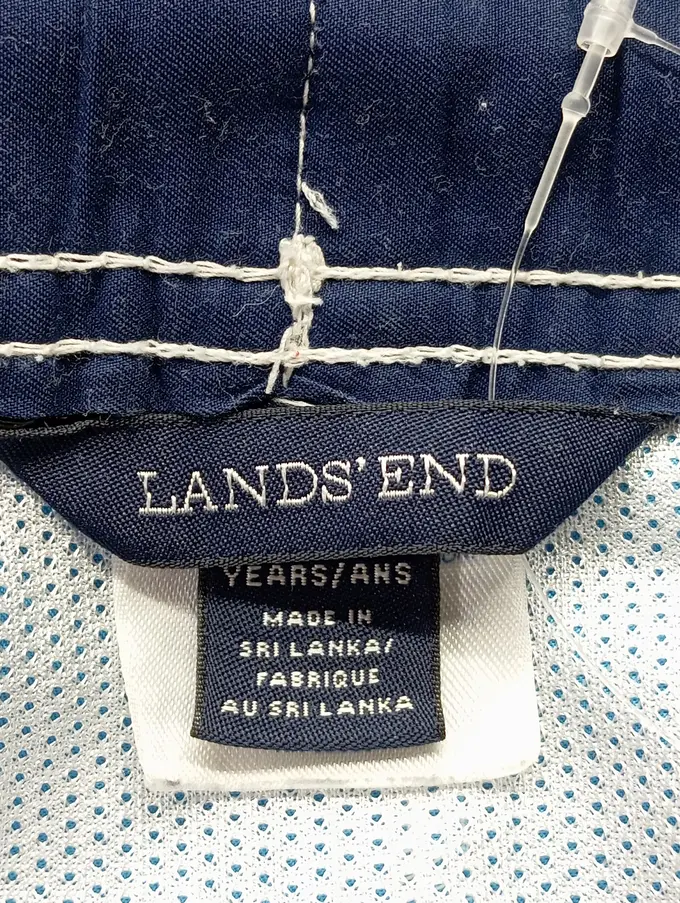 LANDS' END
YEARS/ANS
MADE IN
SRI LANKA/
FABRIQUE
AU SRI LANKA